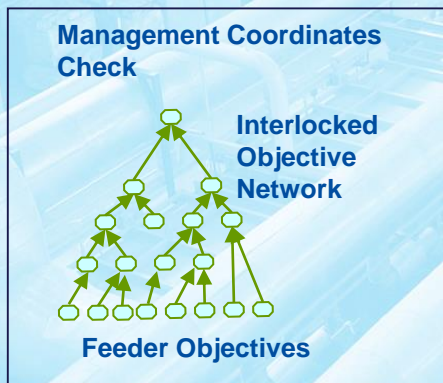 Management Coordinates
Check
Interlocked
Objective
Network
Feeder Objectives